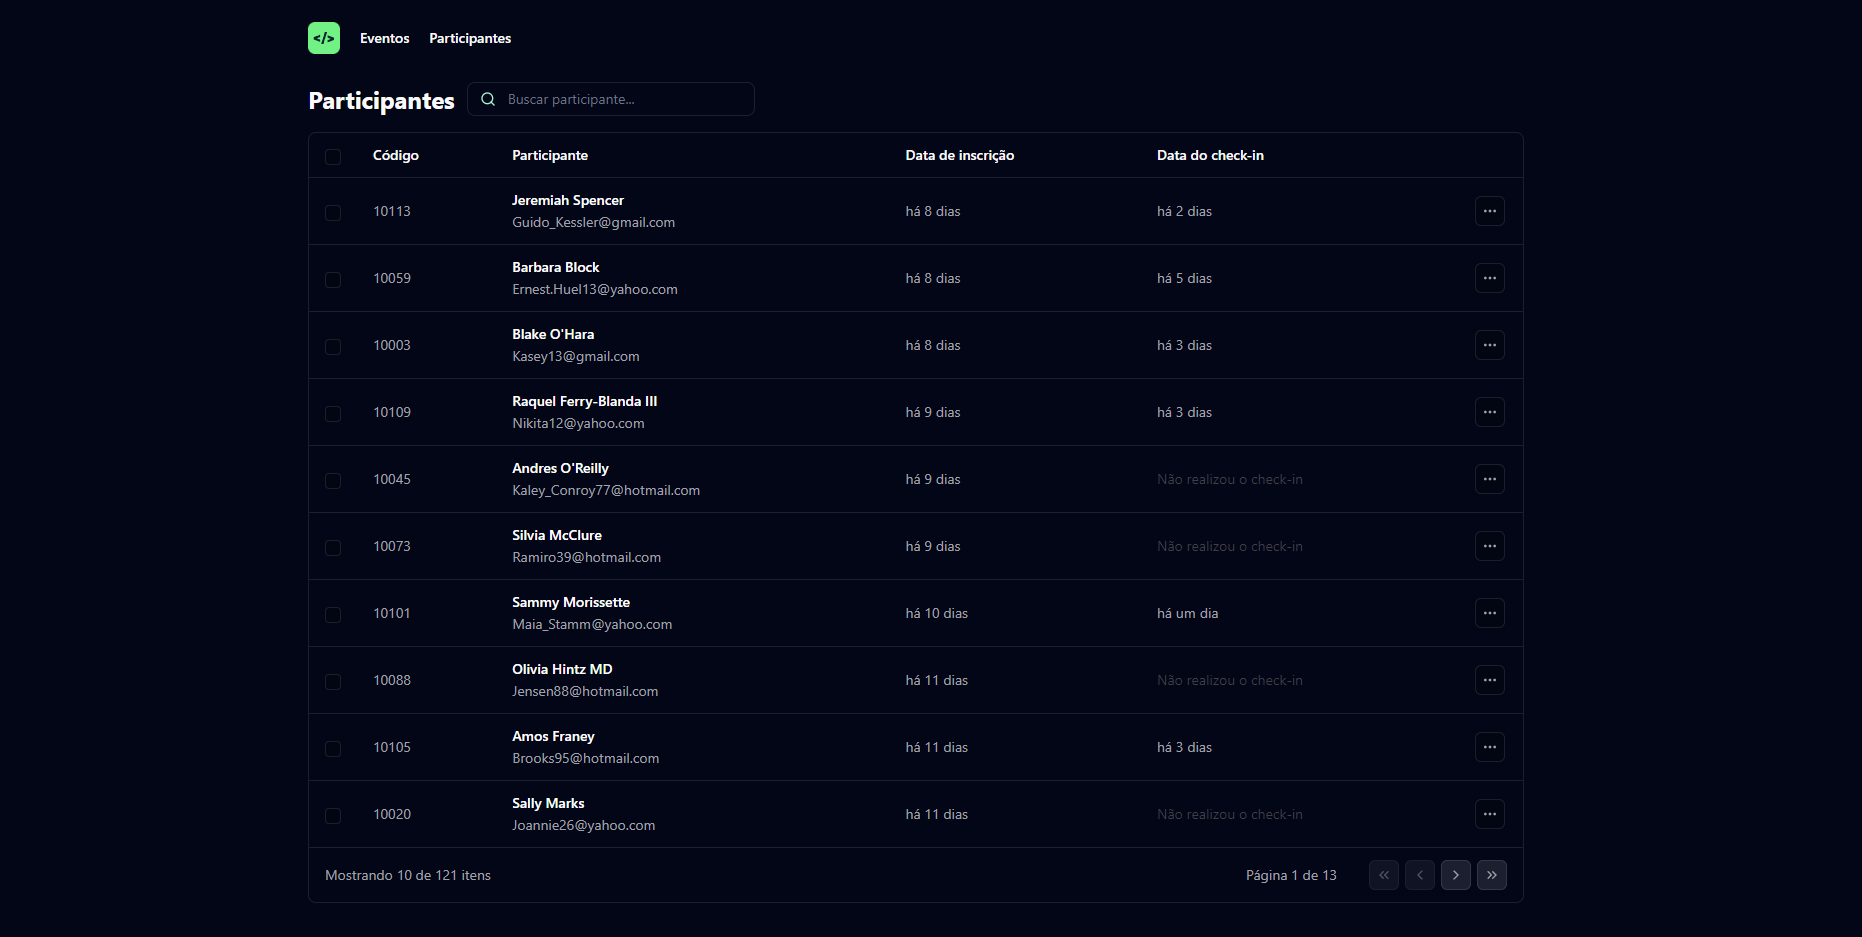 </> Eventos Participantes
Participantes Buscar participante...
Código Participante Data de inscrição Data do check-in
10113 Jeremiah Spencer há 8 dias há 2 dias
Guido_Kessler@gmail.com
10059 Barbara Block há 8 dias há 5 dias
Ernest.Huel13@yahoo.com
10003 Blake O'Hara há 8 dias há 3 dias
Kasey13@gmail.com
10109 Raquel Ferry-Blanda III há 9 dias há 3 dias
Nikita12@yahoo.com
10045 Andres O'Reilly há 9 dias Não realizou o check-in
Kaley_Conroy77@hotmail.com
10073 Silvia McClure há 9 dias Não realizou o check-in
Ramiro39@hotmail.com
10101 Sammy Morissette há 10 dias há um dia
Maia_Stamm@yahoo.com
10088 Olivia Hintz MD há 11 dias Não realizou o check-in
Jensen88@hotmail.com
10105 Amos Franey há 11 dias há 3 dias
Brooks95@hotmail.com
10020 Sally Marks há 11 dias Não realizou o check-in
Joannie26@yahoo.com
Mostrando 10 de 121 itens Página 1 de 13